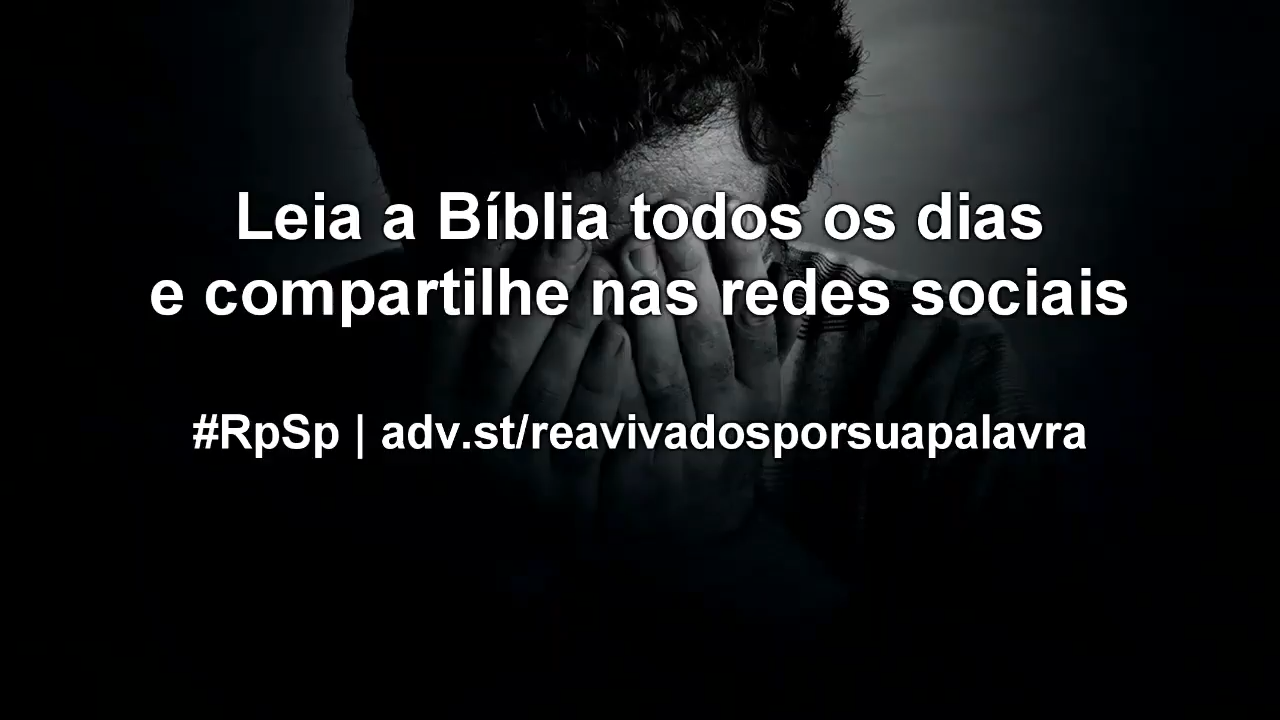 Leia a Bíblia todos os dias
e compartilhe nas redes sociais
#RpSp | adv.st/reavivadosporsuapalavra